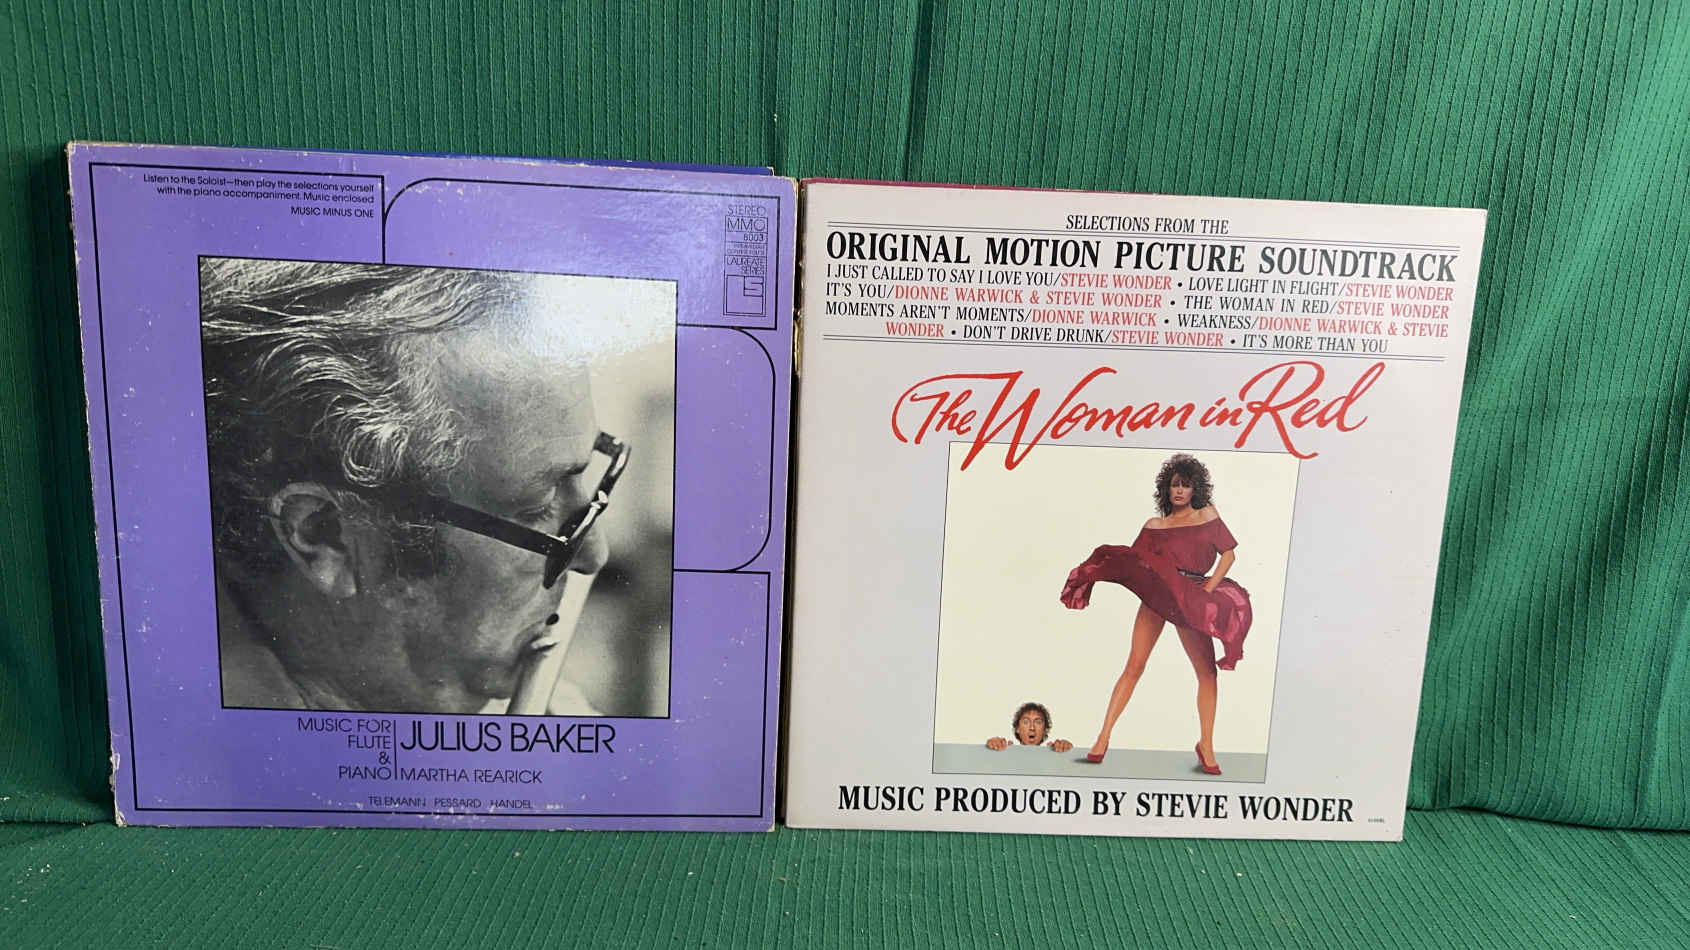 Listen to the Soloist—then play the selections yourself
with the piano accompaniment. Music enclosed
MUSIC MINUS ONE
STEREO
MMO
8003
LAUREATE
SERIES
MUSIC FOR
FLUTE
&
PIANO
JULIUS BAKER
MARTHA REARICK
TELEMANN PESSARD HANDEL
SELECTIONS FROM THE
ORIGINAL MOTION PICTURE SOUNDTRACK
I JUST CALLED TO SAY I LOVE YOU/STEVIE WONDER • LOVE LIGHT IN FLIGHT/STEVIE WONDER
IT'S YOU/DIONNE WARWICK & STEVIE WONDER • THE WOMAN IN RED/STEVIE WONDER
MOMENTS AREN'T MOMENTS/DIONNE WARWICK • WEAKNESS/DIONNE WARWICK & STEVIE
WONDER • DON'T DRIVE DRUNK/STEVIE WONDER • IT'S MORE THAN YOU
The Woman in Red
MUSIC PRODUCED BY STEVIE WONDER